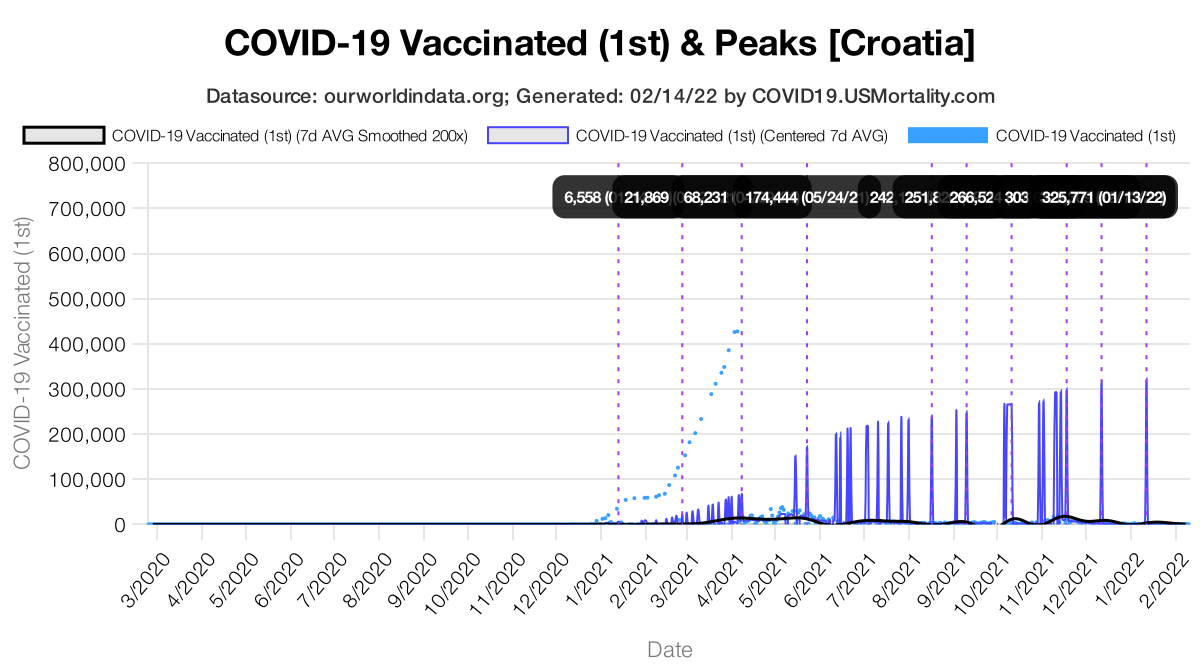 COVID-19 Vaccinated (1st) & Peaks [Croatia]
Datasource: ourworldindata.org; Generated: 02/14/22 by COVID19.USMortality.com
COVID-19 Vaccinated (1st) (7d AVG Smoothed 200x) COVID-19 Vaccinated (1st) (Centered 7d AVG) COVID-19 Vaccinated (1st)
800,000
6,558 21,869 68,231 174,444 (05/24/21) 242 303 325,771 (01/13/22)
700,000
600,000
500,000
400,000
300,000
200,000
100,000
0
COVID-19 Vaccinated (1st)
3/2020 4/2020 5/2020 6/2020 7/2020 8/2020 9/2020 10/2020 11/2020 12/2020 1/2021 2/2021 3/2021 4/2021 5/2021 6/2021 7/2021 8/2021 9/2021 10/2021 11/2021 12/2021 1/2022 2/2022
Date